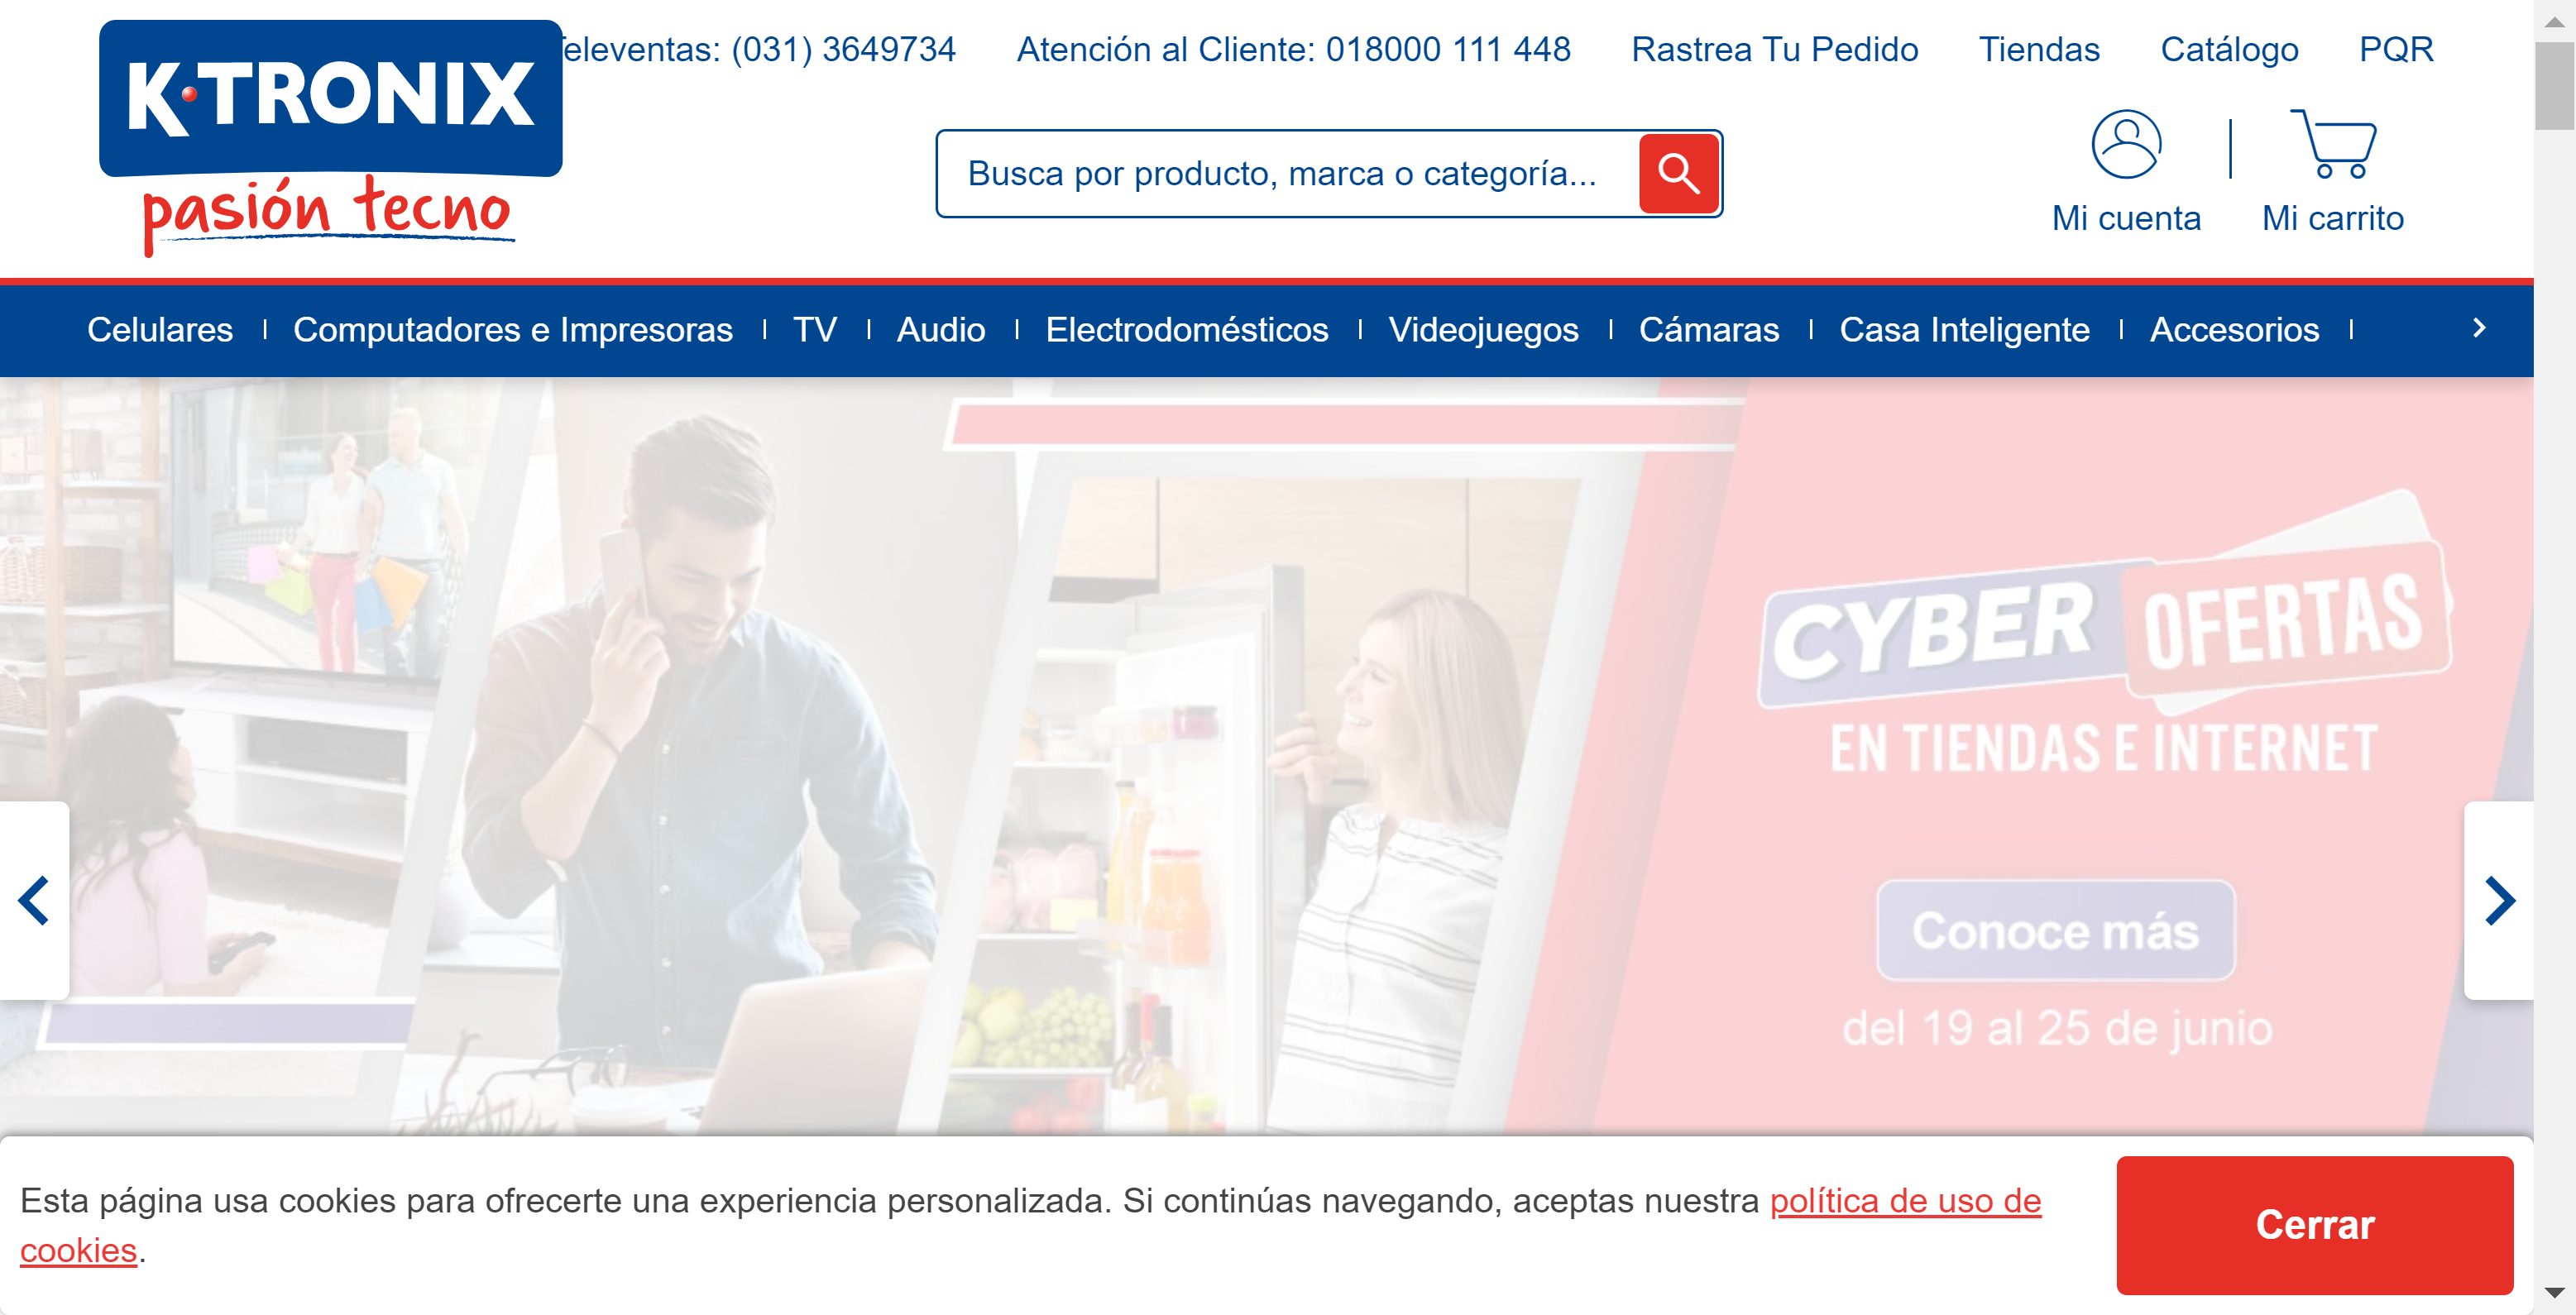 K·TRONIX
pasión tecno
Televentas: (031) 3649734
Atención al Cliente: 018000 111 448
Rastrea Tu Pedido
Tiendas
Catálogo
PQR
Busca por producto, marca o categoría...
Mi cuenta
Mi carrito
Celulares
Computadores e Impresoras
TV
Audio
Electrodomésticos
Videojuegos
Cámaras
Casa Inteligente
Accesorios
CYBER OFERTAS
EN TIENDAS E INTERNET
Conoce más
del 19 al 25 de junio
Esta página usa cookies para ofrecerte una experiencia personalizada. Si continúas navegando, aceptas nuestra política de uso de
cookies.
Cerrar